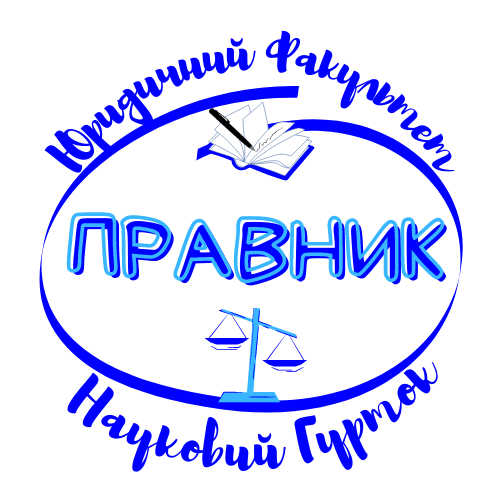 Юридичний Факультет
ПРАВНИК
Науковий Гурток